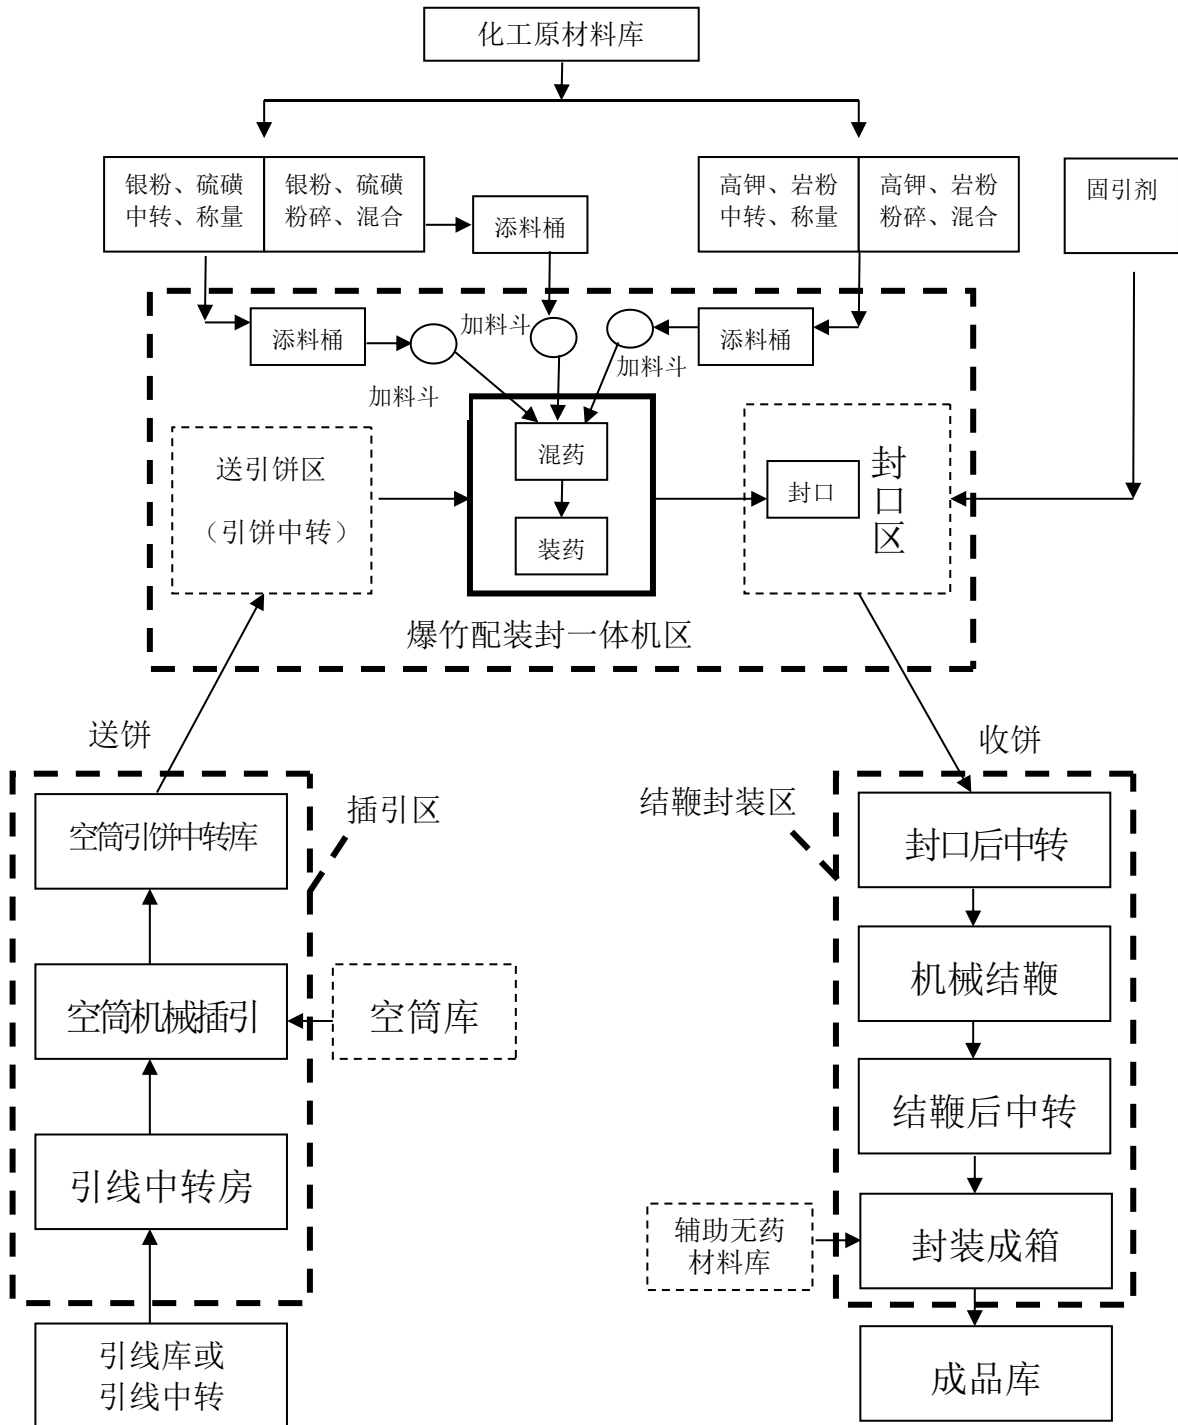 化工原材料库
银粉、硫磺
中转、称量
银粉、硫磺
粉碎、混合
添料桶
高钾、岩粉
中转、称量
高钾、岩粉
粉碎、混合
固引剂
添料桶
加料斗
加料斗
加料斗
添料桶
送引饼区
（引饼中转）
混药
装药
封口
封口区
爆竹配装封一体机区
送饼
收饼
插引区
结鞭封装区
空筒引饼中转库
空筒机械插引
空筒库
引线中转房
引线库或
引线中转
封口后中转
机械结鞭
结鞭后中转
辅助无药
材料库
封装成箱
成品库